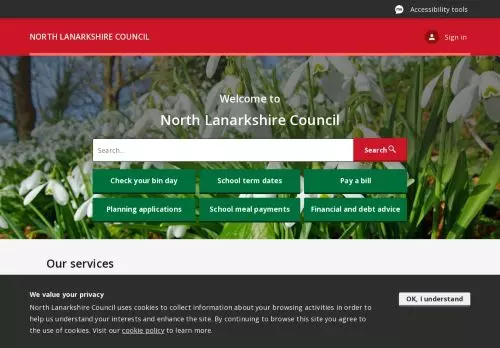 Accessibility tools
NORTH LANARKSHIRE COUNCIL
Sign in
Welcome to
North Lanarkshire Council
Search...
Search
Check your bin day
School term dates
Pay a bill
Planning applications
School meal payments
Financial and debt advice
Our services
We value your privacy
North Lanarkshire Council uses cookies to collect information about your browsing activities in order to
help us understand your interests and enhance the site. By continuing to browse this site you agree to
the use of cookies. Visit our cookie policy to learn more.
OK, I understand